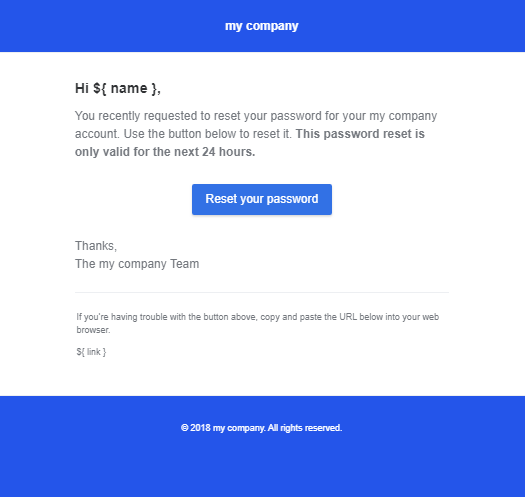 my company
Hi ${ name },
You recently requested to reset your password for your my company
account. Use the button below to reset it. This password reset is
only valid for the next 24 hours.
Reset your password
Thanks,
The my company Team
If you're having trouble with the button above, copy and paste the URL below into your web
browser.
${ link }
© 2018 my company. All rights reserved.